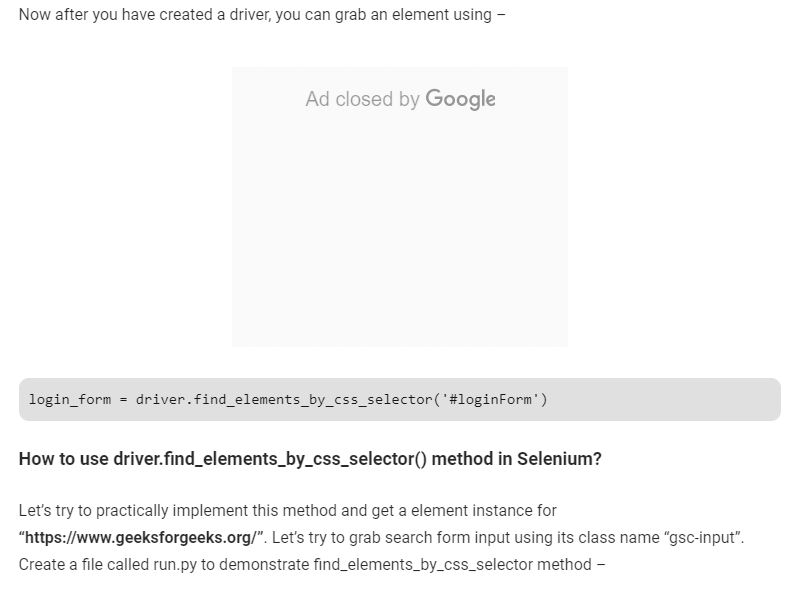 Now after you have created a driver, you can grab an element using –
Ad closed by Google
login_form = driver.find_elements_by_css_selector('#loginForm')
How to use driver.find_elements_by_css_selector() method in Selenium?
Let’s try to practically implement this method and get a element instance for
“https://www.geeksforgeeks.org/”. Let’s try to grab search form input using its class name “gsc-input”.
Create a file called run.py to demonstrate find_elements_by_css_selector method –